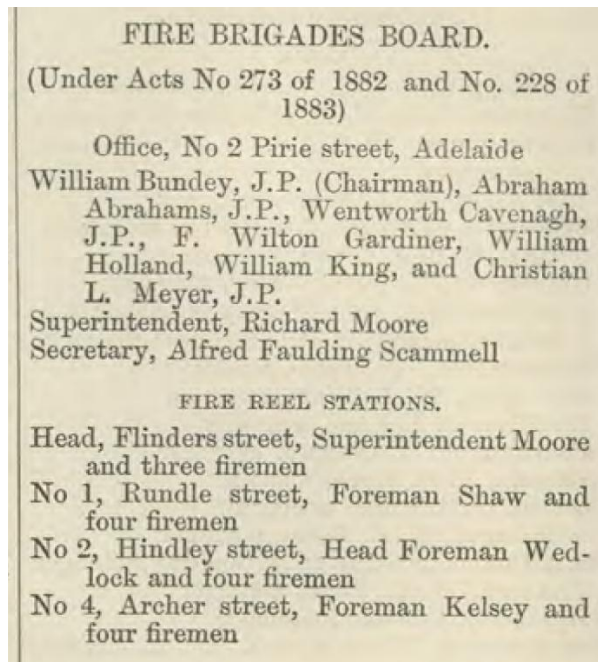 FIRE BRIGADES BOARD.
(Under Acts No 273 of 1882 and No. 228 of
1883)
Office, No 2 Pirie street, Adelaide
William Bundey, J.P. (Chairman), Abraham
Abrahams, J.P., Wentworth Cavenagh,
J.P., F. Wilton Gardiner, William
Holland, William King, and Christian
L. Meyer, J.P.
Superintendent, Richard Moore
Secretary, Alfred Faulding Scammell
FIRE REEL STATIONS.
Head, Flinders street, Superintendent Moore
and three firemen
No 1, Rundle street, Foreman Shaw and
four firemen
No 2, Hindley street, Head Foreman Wed-
lock and four firemen
No 4, Archer street, Foreman Kelsey and
four firemen